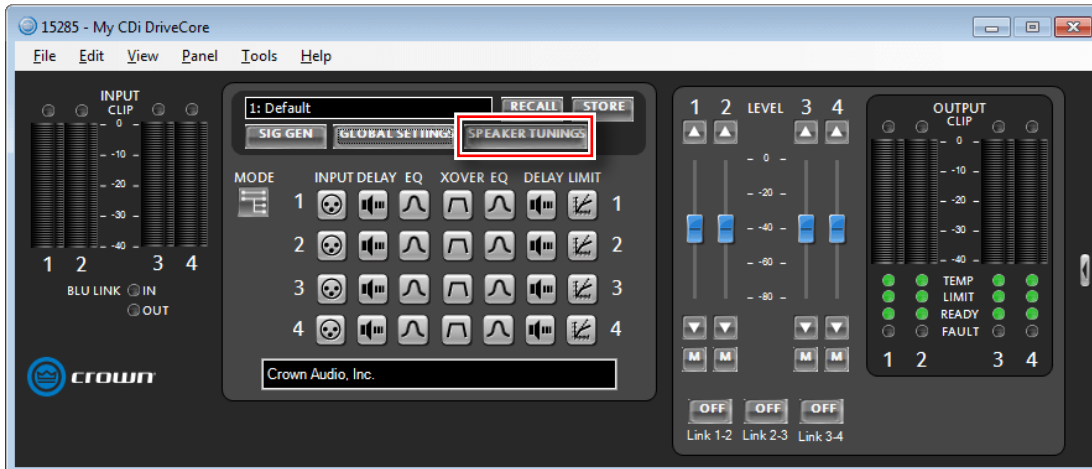 15285 - My CDi DriveCore
File Edit View Panel Tools Help
INPUT
CLIP
- 0 -
- -10 -
- -20 -
- -30 -
- -40 -
1 2 3 4
BLU LINK IN
OUT
crown
1: Default RECALL STORE
SIG GEN GLOBAL SETTINGS SPEAKER TUNINGS
MODE INPUT DELAY EQ XOVER EQ DELAY LIMIT
1 1
2 2
3 3
4 4
Crown Audio, Inc.
1 2 LEVEL 3 4
- 0 -
- -20 -
- -40 -
- -60 -
- -80 -
M M M M
OFF OFF OFF
Link 1-2 Link 2-3 Link 3-4
OUTPUT
CLIP
- 0 -
- -10 -
- -20 -
- -30 -
- -40 -
TEMP
LIMIT
READY
FAULT
1 2 3 4